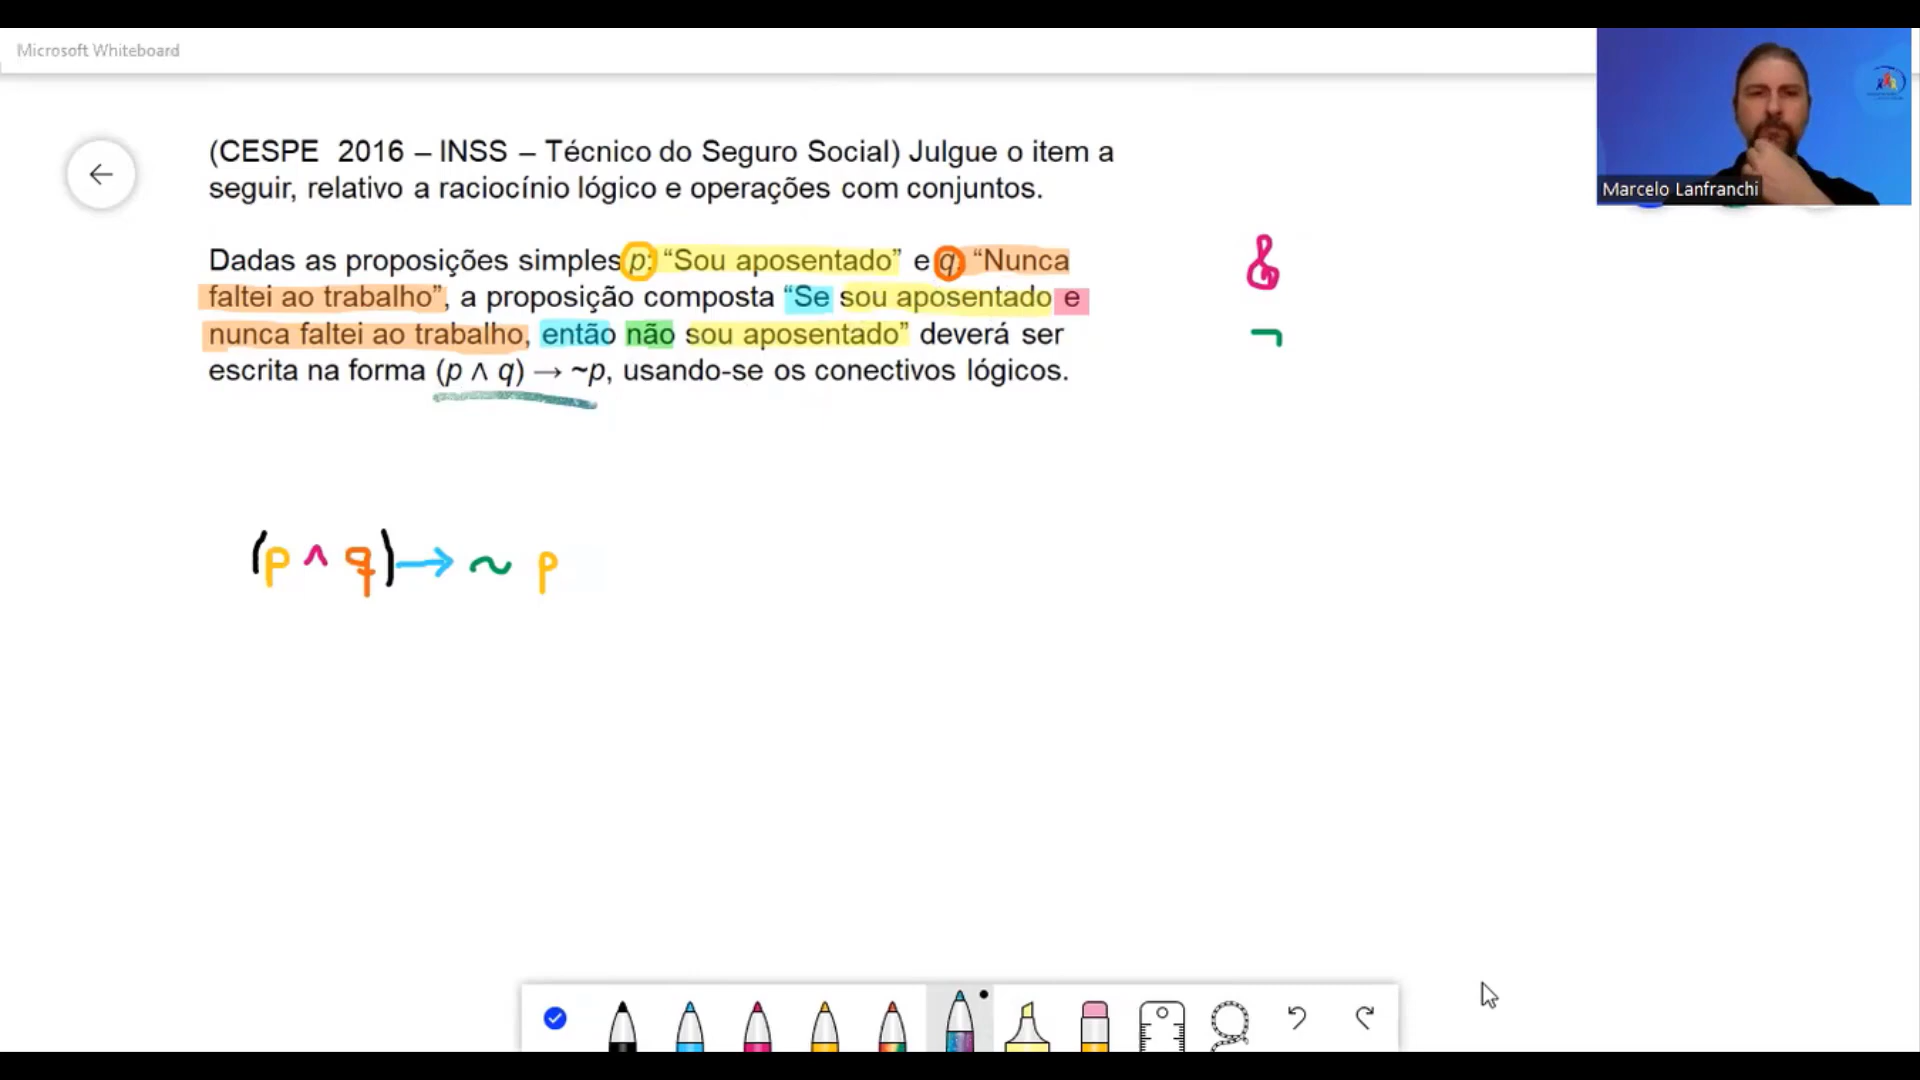 Microsoft Whiteboard
(CESPE 2016 – INSS – Técnico do Seguro Social) Julgue o item a
seguir, relativo a raciocínio lógico e operações com conjuntos.
Dadas as proposições simples p: “Sou aposentado” e q: “Nunca
faltei ao trabalho”, a proposição composta “Se sou aposentado e
nunca faltei ao trabalho, então não sou aposentado” deverá ser
escrita na forma (p ∧ q) → ~p, usando-se os conectivos lógicos.
&
¬
(p ∧ q) → ~ p
Marcelo Lanfranchi